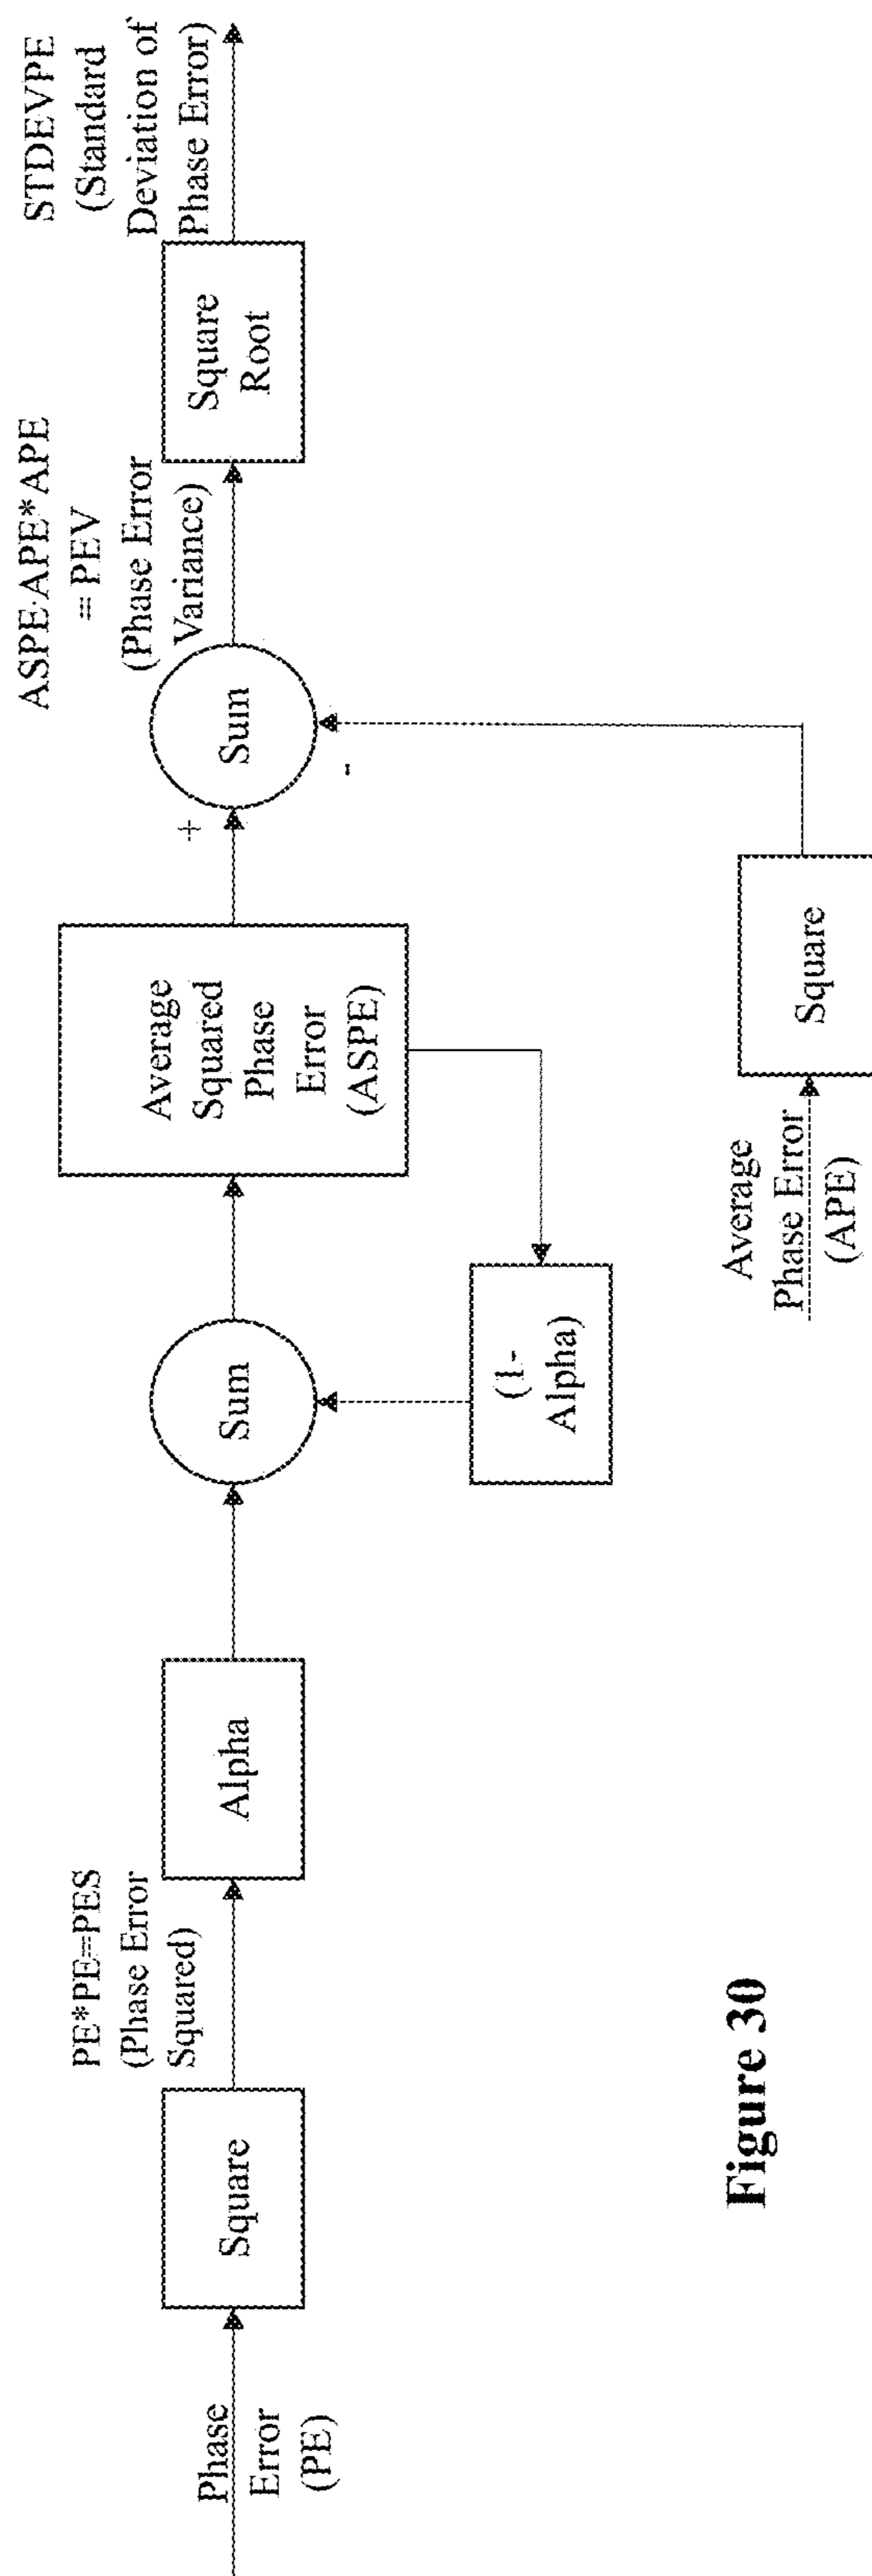 Phase
Error
(PE)
Square
PE*PE=PES
(Phase Error
Squared)
Alpha
Sum
(1-
Alpha)
Average
Squared
Phase
Error
(ASPE)
+
Sum
-
Average
Phase Error
(APE)
Square
ASPE-APE*APE
= PEV
(Phase Error
Variance)
Square
Root
STDEVPE
(Standard
Deviation of
Phase Error)
Figure 30